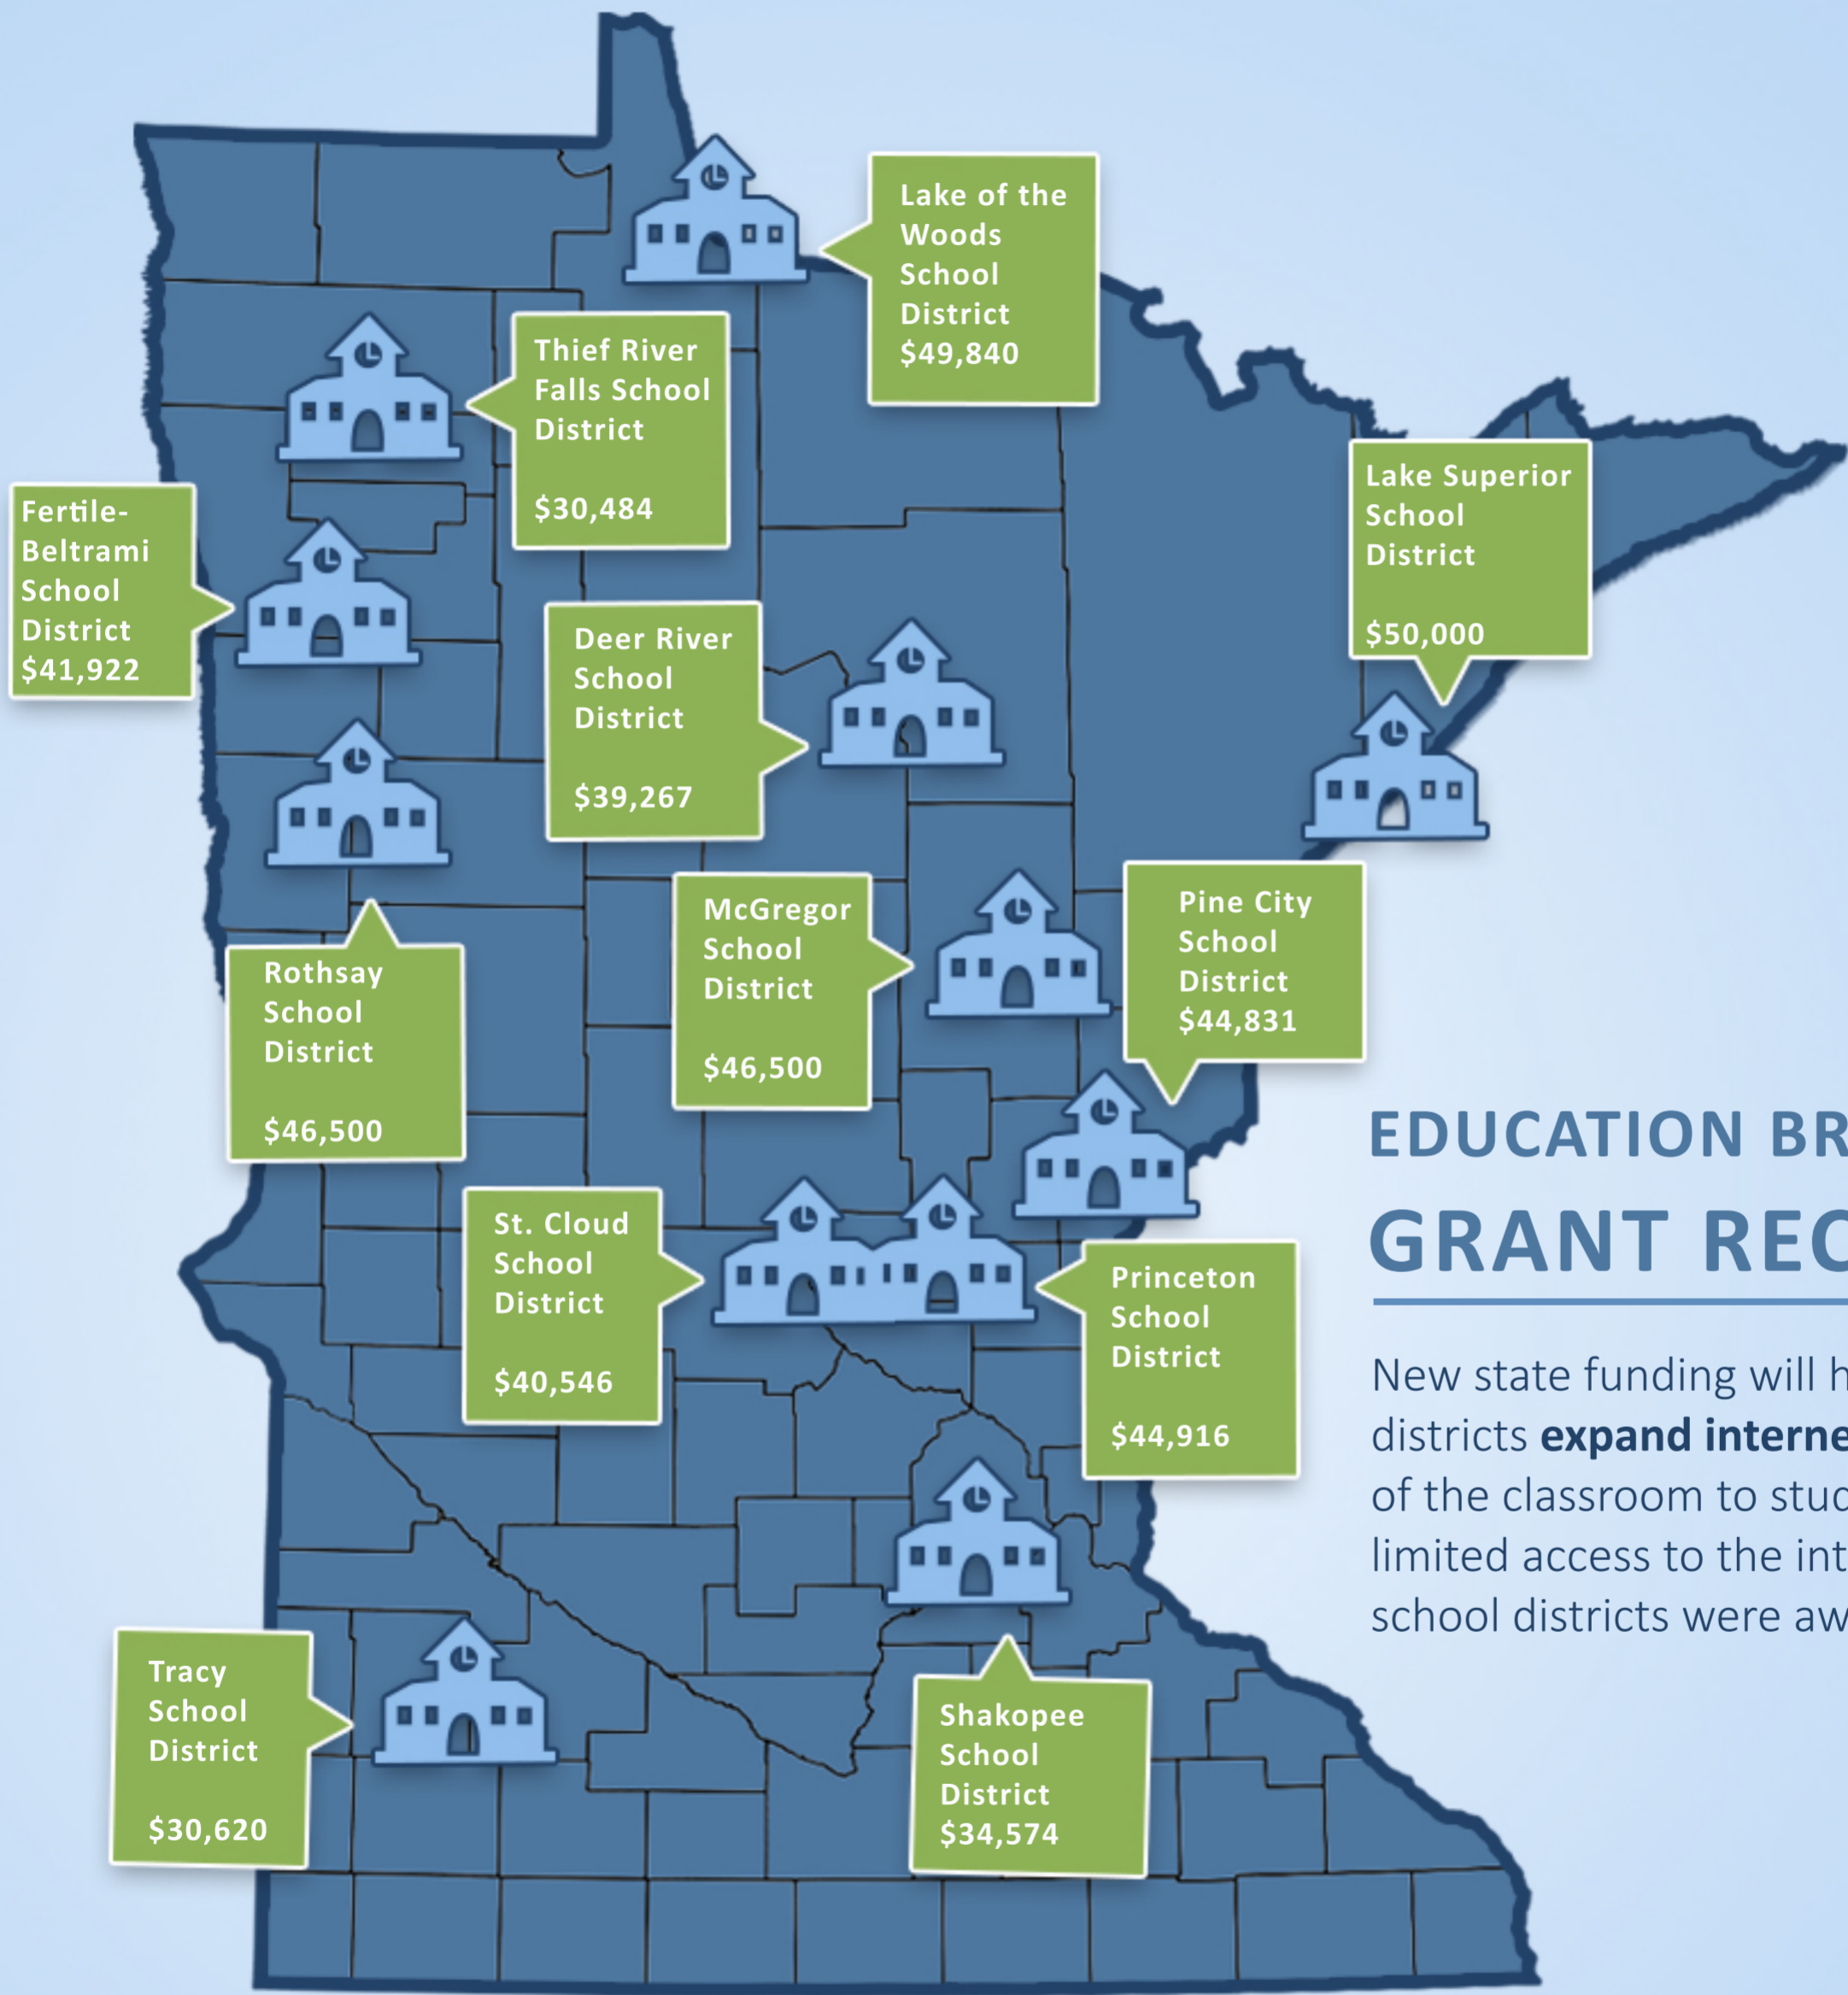 Lake of the
Woods
School
District
$49,840
Thief River
Falls School
District
$30,484
Lake Superior
School
District
$50,000
Fertile-
Beltrami
School
District
$41,922
Deer River
School
District
$39,267
McGregor
School
District
$46,500
Pine City
School
District
$44,831
Rothsay
School
District
$46,500
St. Cloud
School
District
$40,546
Princeton
School
District
$44,916
Tracy
School
District
$30,620
Shakopee
School
District
$34,574
EDUCATION BR
GRANT REC
New state funding will h
districts expand interne
of the classroom to stud
limited access to the int
school districts were aw